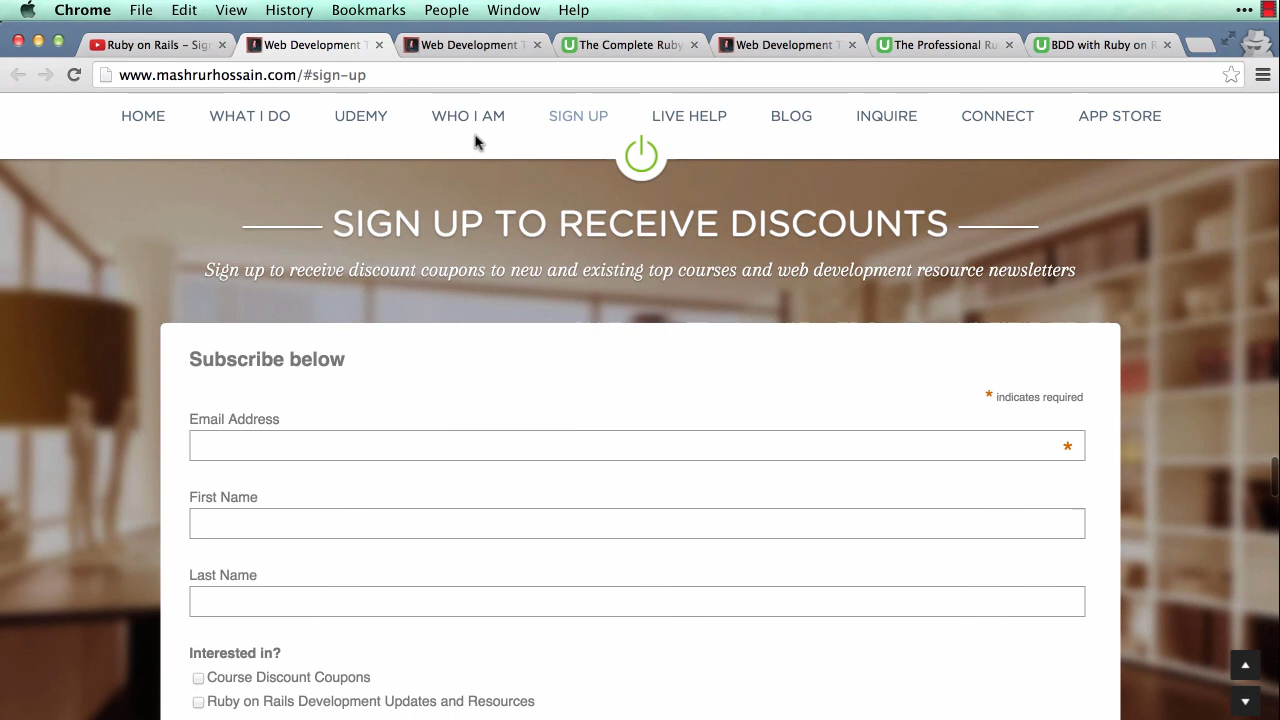 Chrome File Edit View History Bookmarks People Window Help
Ruby on Rails – Sig Web Development T Web Development T The Complete Ruby Web Development T The Professional Ru BDD with Ruby on R
www.mashrurhossain.com/#sign-up
HOME WHAT I DO UDEMY WHO I AM SIGN UP LIVE HELP BLOG INQUIRE CONNECT APP STORE
SIGN UP TO RECEIVE DISCOUNTS
Sign up to receive discount coupons to new and existing top courses and web development resource newsletters
Subscribe below
* indicates required
Email Address
*
First Name
Last Name
Interested in?
Course Discount Coupons
Ruby on Rails Development Updates and Resources